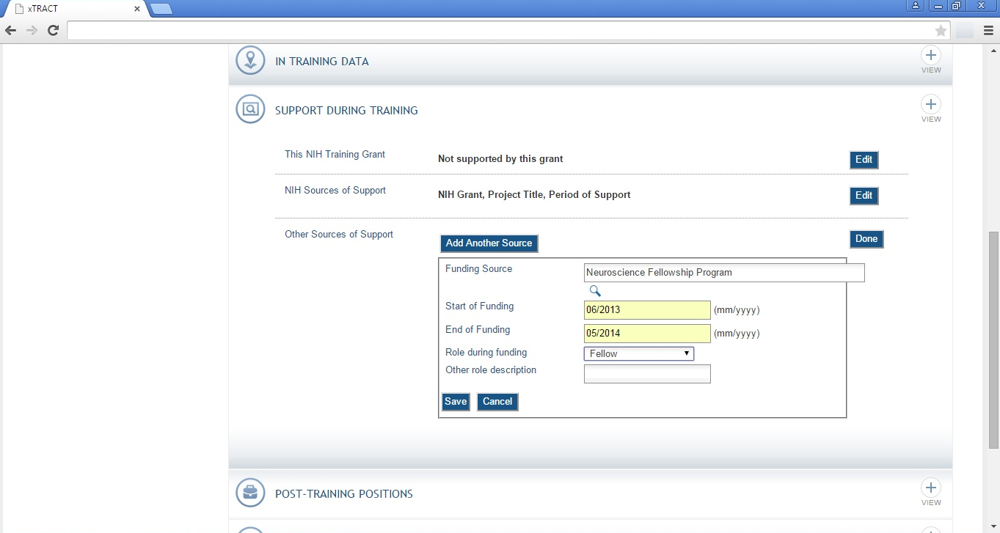 xTRACT
IN TRAINING DATA
VIEW
SUPPORT DURING TRAINING
VIEW
This NIH Training Grant
Not supported by this grant
Edit
NIH Sources of Support
NIH Grant, Project Title, Period of Support
Edit
Other Sources of Support
Add Another Source
Done
Funding Source
Neuroscience Fellowship Program
Start of Funding
06/2013
(mm/yyyy)
End of Funding
05/2014
(mm/yyyy)
Role during funding
Fellow
Other role description
Save
Cancel
POST-TRAINING POSITIONS
VIEW